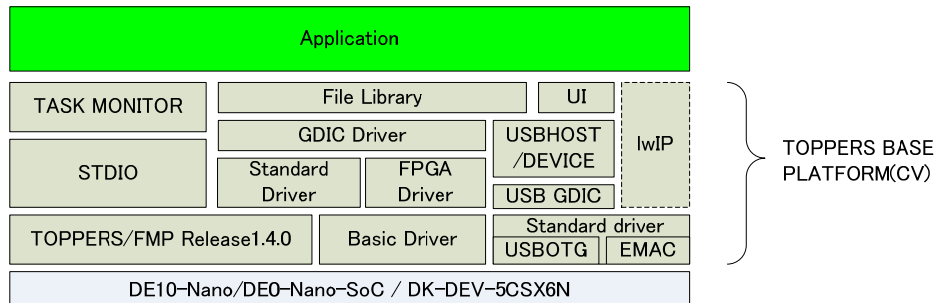 Application
TASK MONITOR
File Library
UI
lwIP
GDIC Driver
USBHOST
/DEVICE
STDIO
Standard
Driver
FPGA
Driver
USB GDIC
TOPPERS/FMP Release1.4.0
Basic Driver
Standard driver
USBOTG
EMAC
DE10-Nano/DE0-Nano-SoC / DK-DEV-5CSX6N
TOPPERS BASE
PLATFORM(CV)